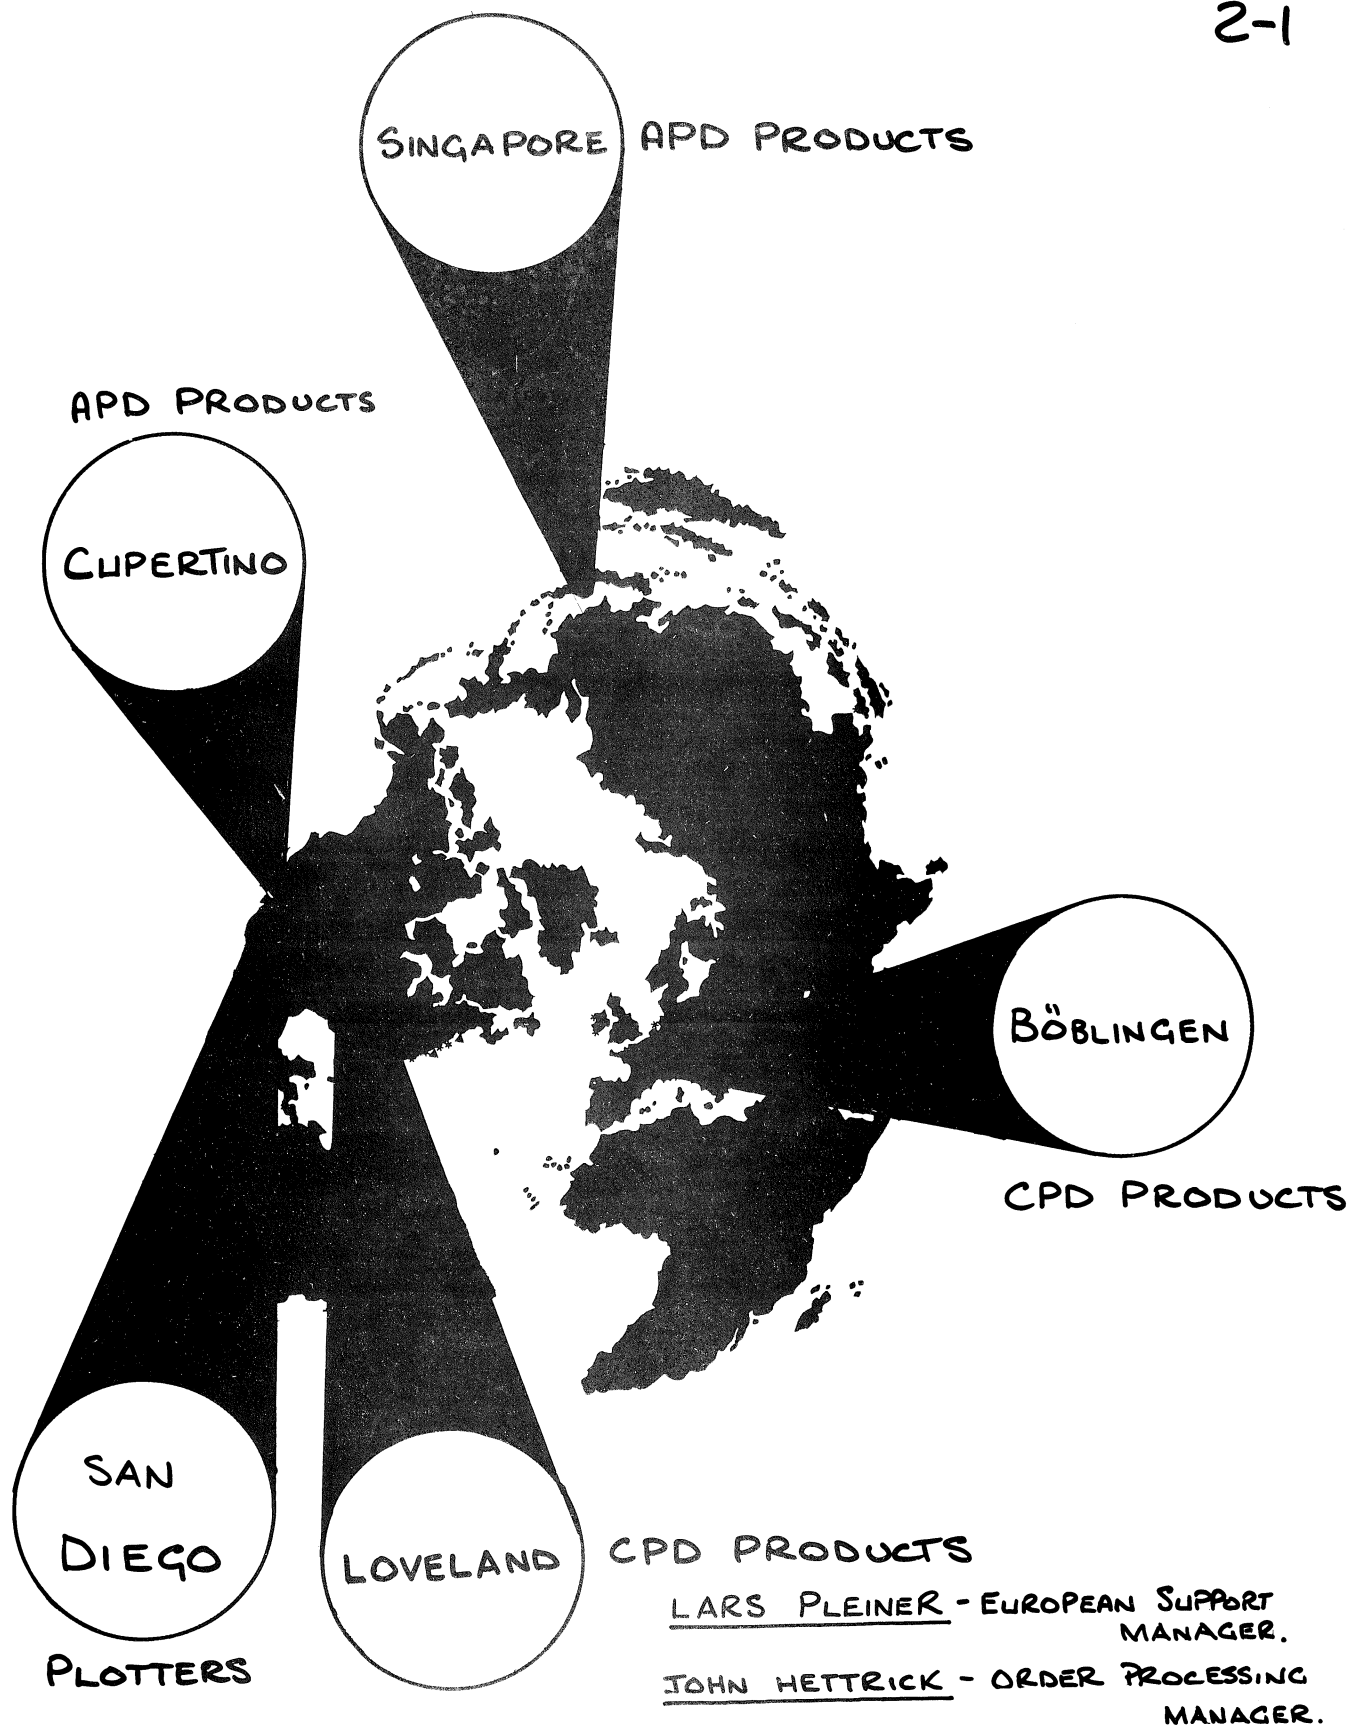 2-1
SINGAPORE
APD PRODUCTS
APD PRODUCTS
CUPERTINO
BÖBLINGEN
CPD PRODUCTS
SAN
DIEGO
PLOTTERS
LOVELAND
CPD PRODUCTS
LARS PLEINER - EUROPEAN SUPPORT
MANAGER.
JOHN HETTRICK - ORDER PROCESSING
MANAGER.